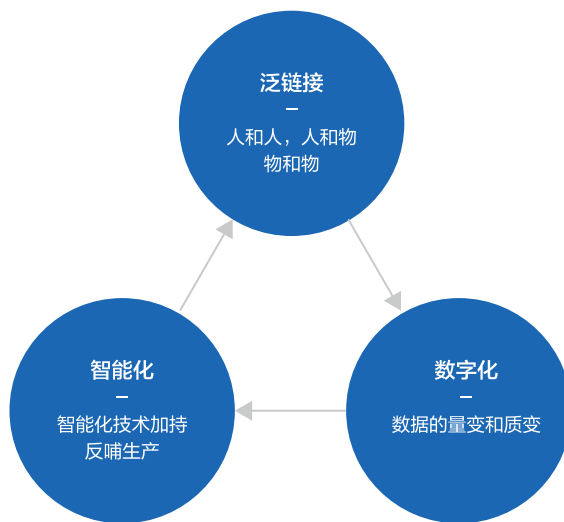 泛链接
人和人，人和物
物和物
智能化
智能化技术加持
反哺生产
数字化
数据的量变和质变